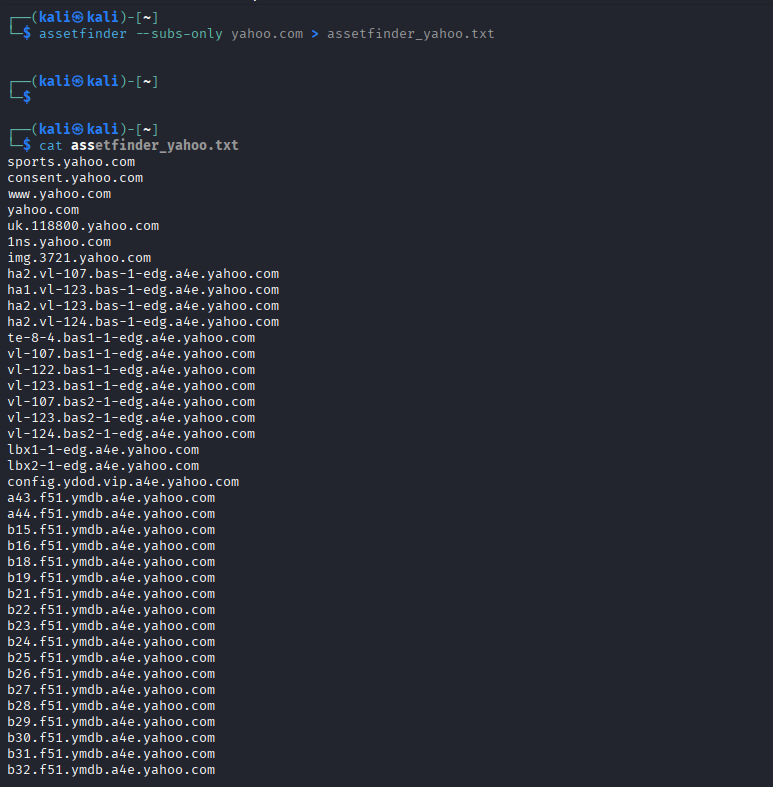 ┌──(kali㉿kali)-[~]
└─$ assetfinder --subs-only yahoo.com > assetfinder_yahoo.txt
┌──(kali㉿kali)-[~]
└─$
┌──(kali㉿kali)-[~]
└─$ cat assetfinder_yahoo.txt
sports.yahoo.com
consent.yahoo.com
www.yahoo.com
yahoo.com
uk.118800.yahoo.com
1ns.yahoo.com
img.3721.yahoo.com
ha2.vl-107.bas-1-edg.a4e.yahoo.com
ha1.vl-123.bas-1-edg.a4e.yahoo.com
ha2.vl-123.bas-1-edg.a4e.yahoo.com
ha2.vl-124.bas-1-edg.a4e.yahoo.com
te-8-4.bas1-1-edg.a4e.yahoo.com
vl-107.bas1-1-edg.a4e.yahoo.com
vl-122.bas1-1-edg.a4e.yahoo.com
vl-123.bas1-1-edg.a4e.yahoo.com
vl-107.bas2-1-edg.a4e.yahoo.com
vl-123.bas2-1-edg.a4e.yahoo.com
vl-124.bas2-1-edg.a4e.yahoo.com
lbx1-1-edg.a4e.yahoo.com
lbx2-1-edg.a4e.yahoo.com
config.ydod.vip.a4e.yahoo.com
a43.f51.ymdb.a4e.yahoo.com
a44.f51.ymdb.a4e.yahoo.com
b15.f51.ymdb.a4e.yahoo.com
b16.f51.ymdb.a4e.yahoo.com
b18.f51.ymdb.a4e.yahoo.com
b19.f51.ymdb.a4e.yahoo.com
b21.f51.ymdb.a4e.yahoo.com
b22.f51.ymdb.a4e.yahoo.com
b23.f51.ymdb.a4e.yahoo.com
b24.f51.ymdb.a4e.yahoo.com
b25.f51.ymdb.a4e.yahoo.com
b26.f51.ymdb.a4e.yahoo.com
b27.f51.ymdb.a4e.yahoo.com
b28.f51.ymdb.a4e.yahoo.com
b29.f51.ymdb.a4e.yahoo.com
b30.f51.ymdb.a4e.yahoo.com
b31.f51.ymdb.a4e.yahoo.com
b32.f51.ymdb.a4e.yahoo.com